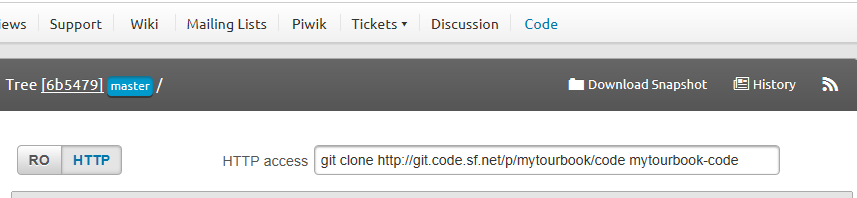 Support Wiki Mailing Lists Piwik Tickets Discussion Code
Tree [6b5479] master / Download Snapshot History
RO HTTP HTTP access git clone http://git.code.sf.net/p/mytourbook/code mytourbook-code